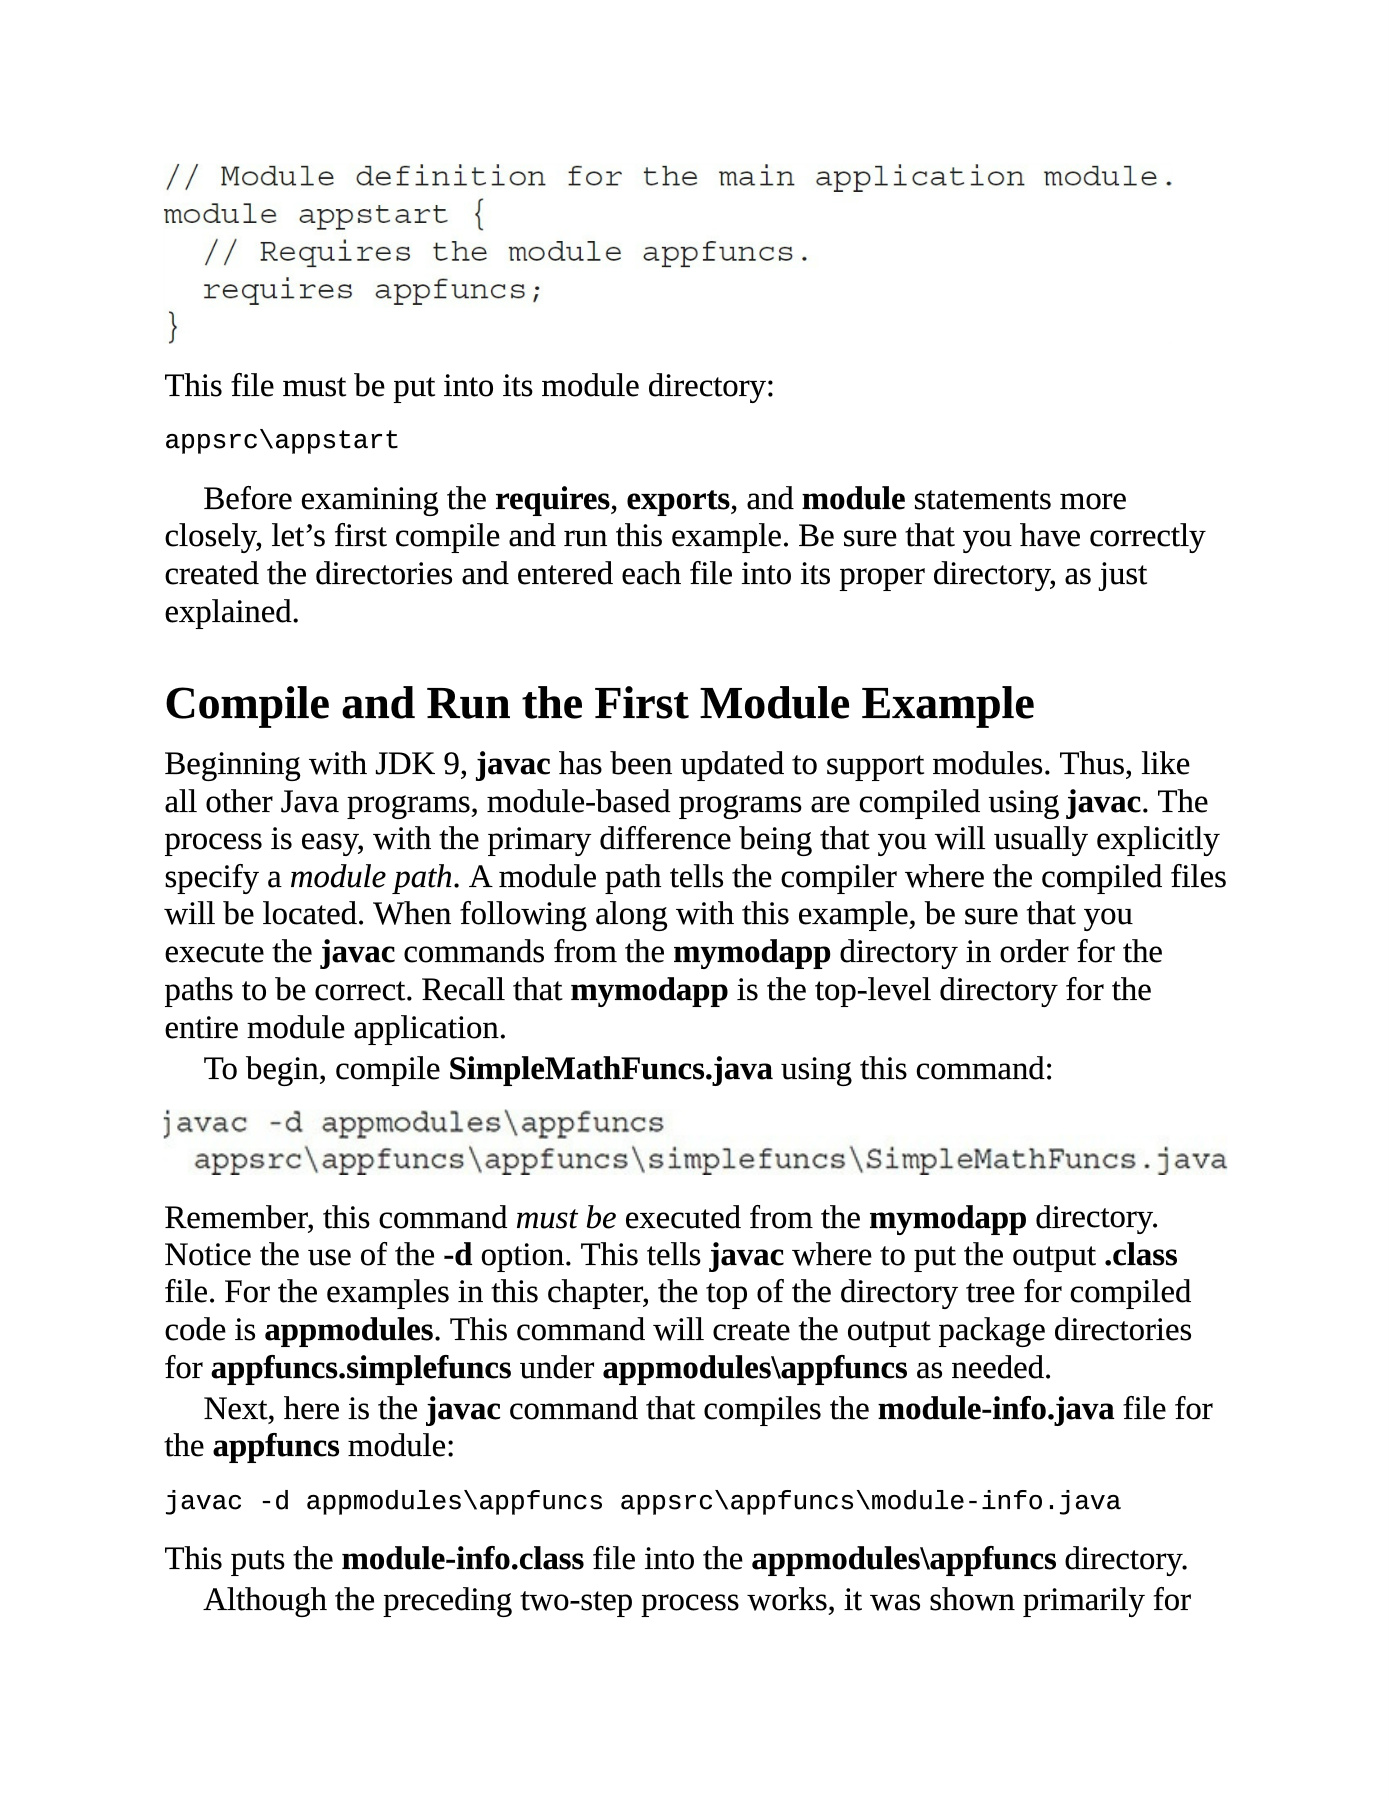 // Module definition for the main application module.
module appstart {
  // Requires the module appfuncs.
  requires appfuncs;
}
This file must be put into its module directory:
appsrc\appstart
Before examining the requires, exports, and module statements more
closely, let’s first compile and run this example. Be sure that you have correctly
created the directories and entered each file into its proper directory, as just
explained.
Compile and Run the First Module Example
Beginning with JDK 9, javac has been updated to support modules. Thus, like
all other Java programs, module-based programs are compiled using javac. The
process is easy, with the primary difference being that you will usually explicitly
specify a module path. A module path tells the compiler where the compiled files
will be located. When following along with this example, be sure that you
execute the javac commands from the mymodapp directory in order for the
paths to be correct. Recall that mymodapp is the top-level directory for the
entire module application.
To begin, compile SimpleMathFuncs.java using this command:
javac -d appmodules\appfuncs
  appsrc\appfuncs\appfuncs\simplefuncs\SimpleMathFuncs.java
Remember, this command must be executed from the mymodapp directory.
Notice the use of the -d option. This tells javac where to put the output .class
file. For the examples in this chapter, the top of the directory tree for compiled
code is appmodules. This command will create the output package directories
for appfuncs.simplefuncs under appmodules\appfuncs as needed.
Next, here is the javac command that compiles the module-info.java file for
the appfuncs module:
javac -d appmodules\appfuncs appsrc\appfuncs\module-info.java
This puts the module-info.class file into the appmodules\appfuncs directory.
Although the preceding two-step process works, it was shown primarily for